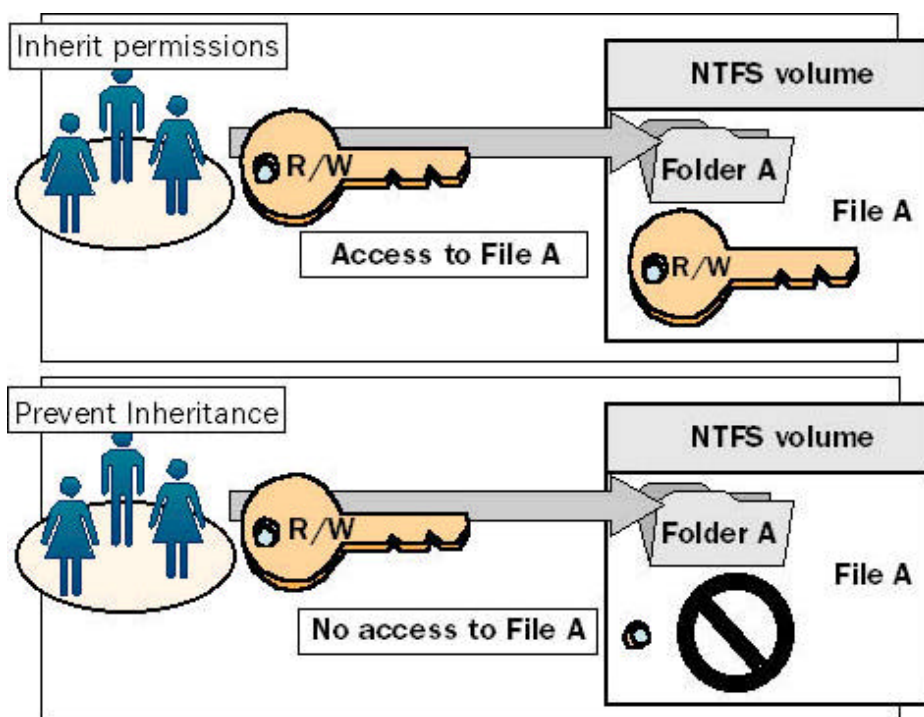 Inherit permissions
NTFS volume
R/W
Folder A
File A
Access to File A
R/W
Prevent Inheritance
NTFS volume
R/W
Folder A
File A
No access to File A